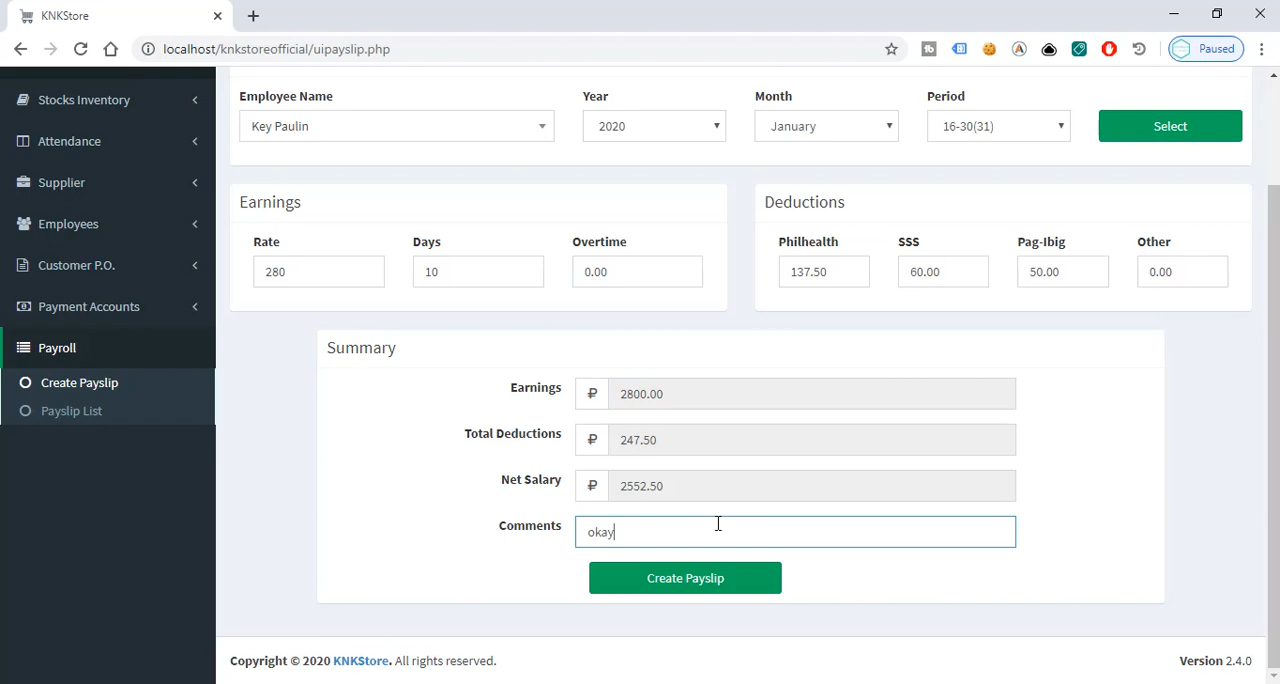 KNKStore
localhost/knkstoreofficial/uipayslip.php
Paused
Stocks Inventory
Attendance
Supplier
Employees
Customer P.O.
Payment Accounts
Payroll
Create Payslip
Payslip List
Employee Name Year Month Period
Key Paulin 2020 January 16-30(31) Select
Earnings
Rate Days Overtime
280 10 0.00
Deductions
Philhealth SSS Pag-Ibig Other
137.50 60.00 50.00 0.00
Summary
Earnings ₽ 2800.00
Total Deductions ₽ 247.50
Net Salary ₽ 2552.50
Comments okay
Create Payslip
Copyright © 2020 KNKStore. All rights reserved. Version 2.4.0